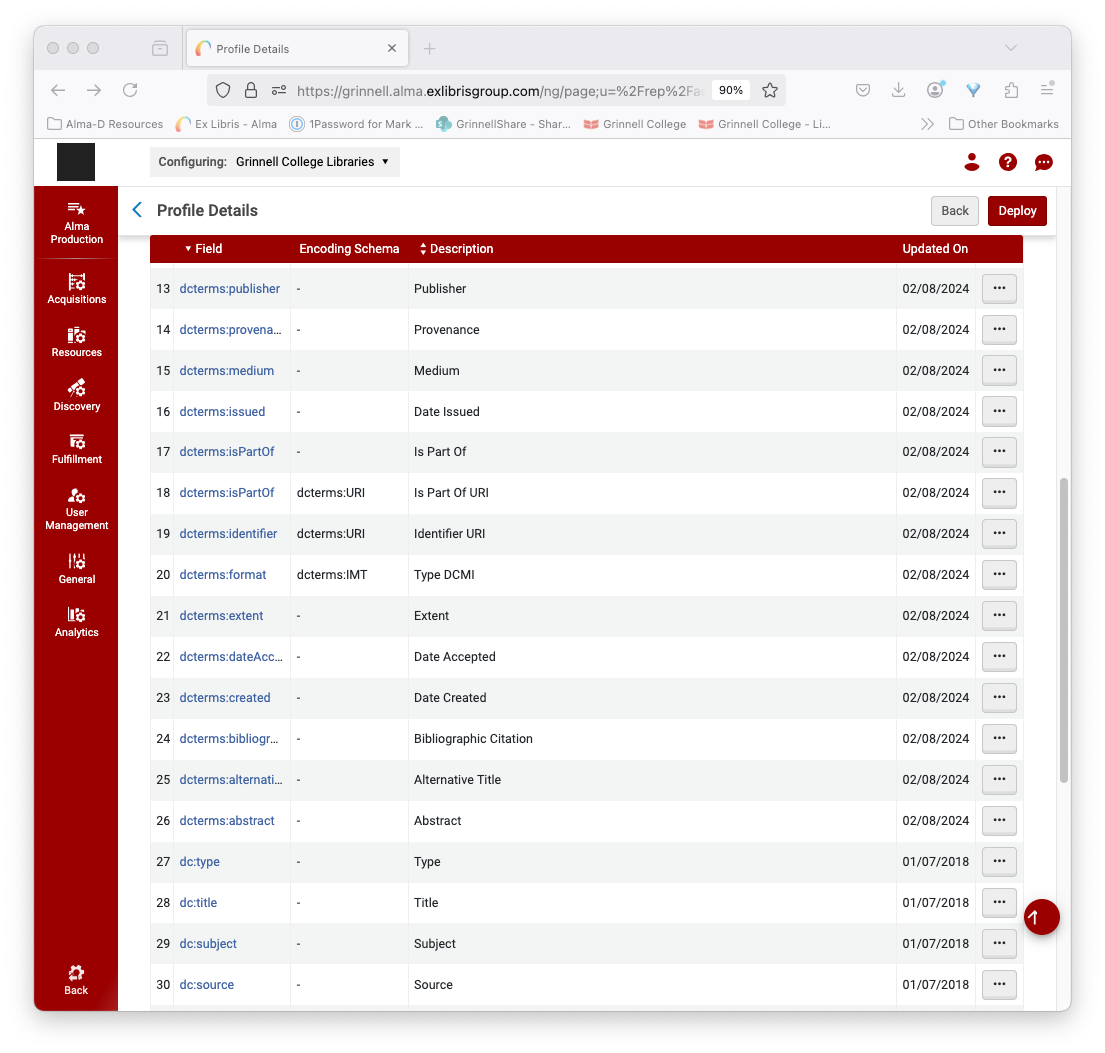 Profile Details
https://grinnell.alma.exlibrisgroup.com/ng/page;u=%2Frep%2Fac
90%
Alma-D Resources
Ex Libris - Alma
1Password for Mark ...
GrinnellShare - Shar...
Grinnell College
Grinnell College - Li...
Other Bookmarks
Configuring: Grinnell College Libraries
Alma
Production
Acquisitions
Resources
Discovery
Fulfillment
User
Management
General
Analytics
Back
Profile Details
Back
Deploy
Field Encoding Schema Description Updated On
13 dcterms:publisher - Publisher 02/08/2024
14 dcterms:provena... - Provenance 02/08/2024
15 dcterms:medium - Medium 02/08/2024
16 dcterms:issued - Date Issued 02/08/2024
17 dcterms:isPartOf - Is Part Of 02/08/2024
18 dcterms:isPartOf dcterms:URI Is Part Of URI 02/08/2024
19 dcterms:identifier dcterms:URI Identifier URI 02/08/2024
20 dcterms:format dcterms:IMT Type DCMI 02/08/2024
21 dcterms:extent - Extent 02/08/2024
22 dcterms:dateAcc... - Date Accepted 02/08/2024
23 dcterms:created - Date Created 02/08/2024
24 dcterms:bibliogr... - Bibliographic Citation 02/08/2024
25 dcterms:alternati... - Alternative Title 02/08/2024
26 dcterms:abstract - Abstract 02/08/2024
27 dc:type - Type 01/07/2018
28 dc:title - Title 01/07/2018
29 dc:subject - Subject 01/07/2018
30 dc:source - Source 01/07/2018